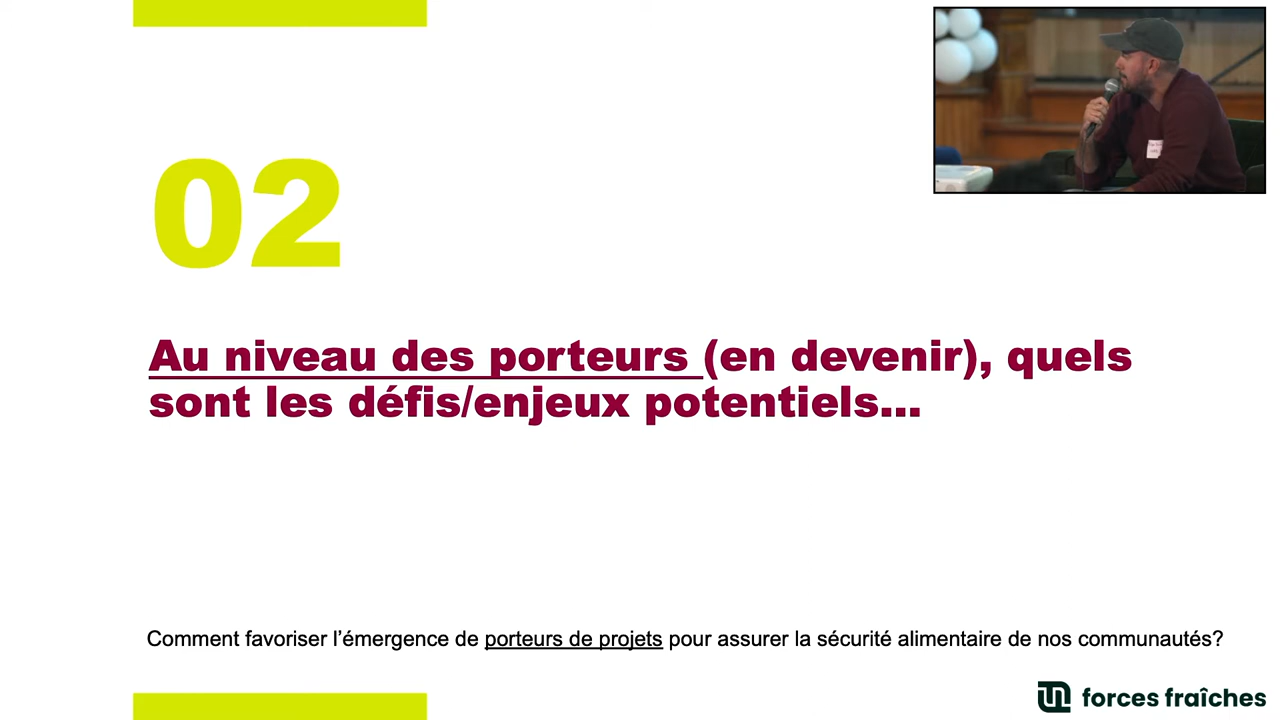 02
Au niveau des porteurs (en devenir), quels
sont les défis/enjeux potentiels...
Comment favoriser l’émergence de porteurs de projets pour assurer la sécurité alimentaire de nos communautés?
forces fraîches